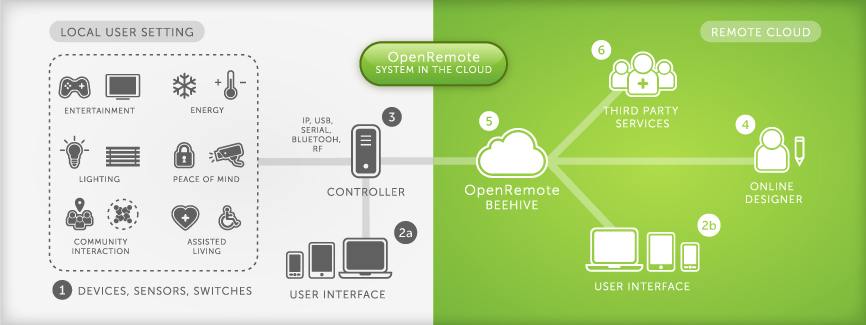 LOCAL USER SETTING
REMOTE CLOUD
OpenRemote
SYSTEM IN THE CLOUD
ENTERTAINMENT
ENERGY
LIGHTING
PEACE OF MIND
COMMUNITY
INTERACTION
ASSISTED
LIVING
1 DEVICES, SENSORS, SWITCHES
IP, USB,
SERIAL,
BLUETOOH,
RF
3
CONTROLLER
2a
USER INTERFACE
5
OpenRemote
BEEHIVE
6
THIRD PARTY
SERVICES
4
ONLINE
DESIGNER
2b
USER INTERFACE